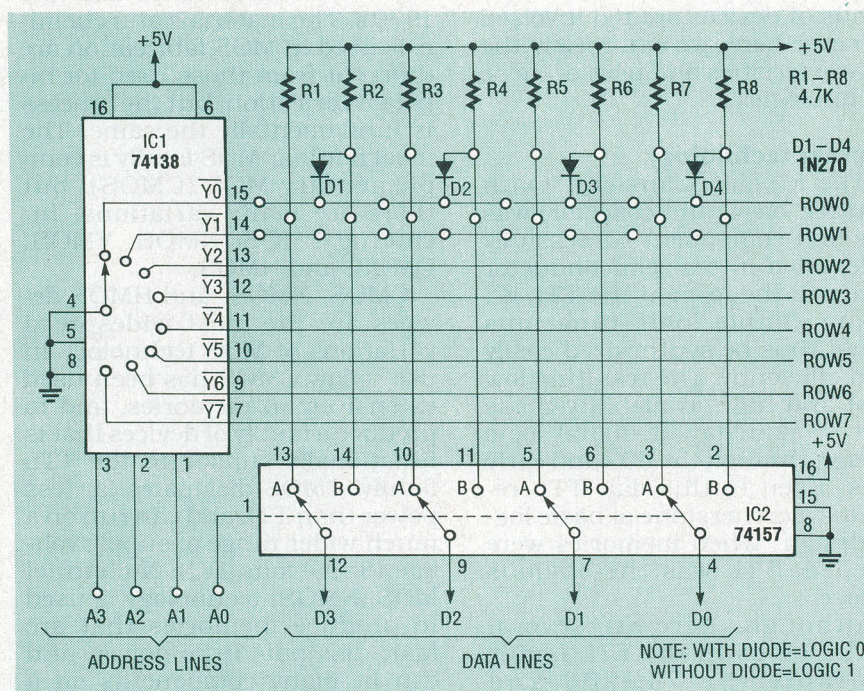 +5V
+5V
R1 R2 R3 R4 R5 R6 R7 R8
R1–R8
4.7K
16 6
IC1
74138
D1–D4
1N270
D1 D2 D3 D4
Y0 15 ROW0
Y1 14 ROW1
Y2 13 ROW2
Y3 12 ROW3
4 Y4 11 ROW4
5 Y5 10 ROW5
8 Y6 9 ROW6
Y7 7 ROW7
3 2 1
+5V
13 14 10 11 5 6 3 2 16
A B A B A B A B 15
1 IC2 8
74157
12 9 7 4
A3 A2 A1 A0 D3 D2 D1 D0
ADDRESS LINES DATA LINES
NOTE: WITH DIODE=LOGIC 0
WITHOUT DIODE=LOGIC 1